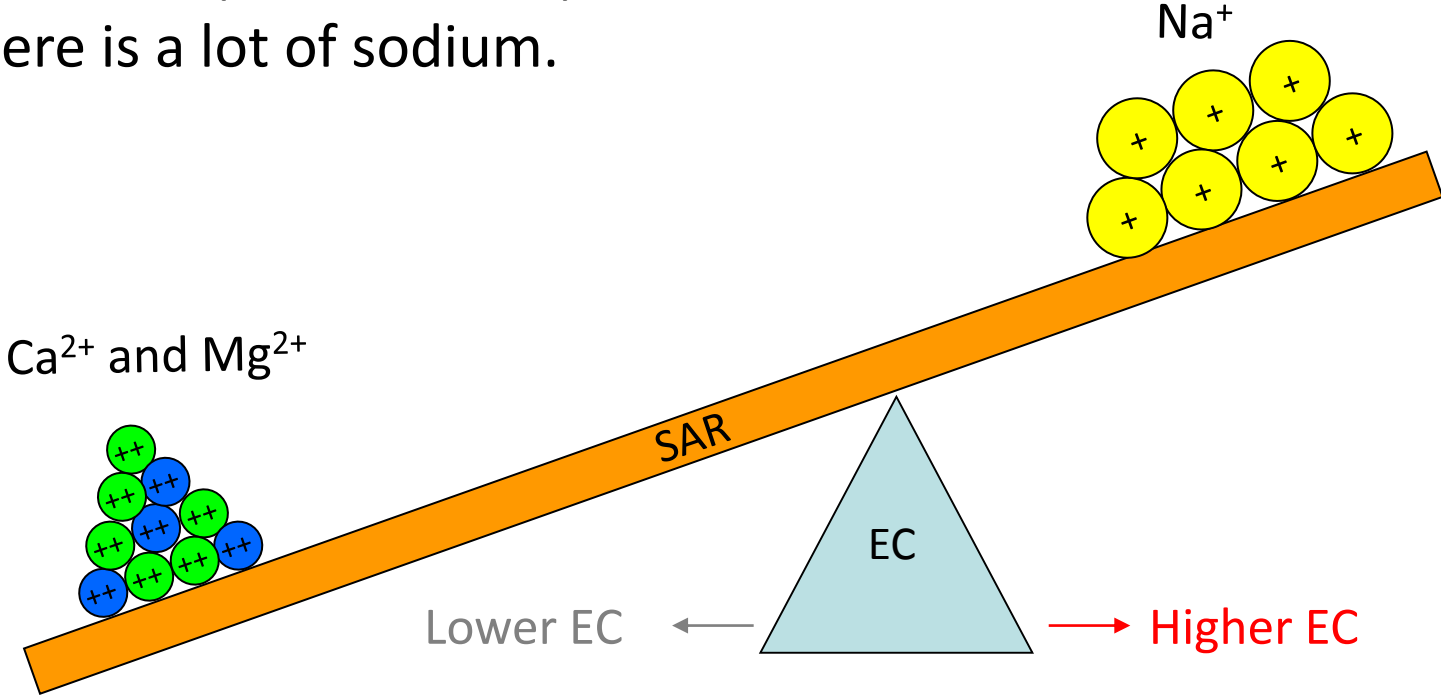 ere is a lot of sodium.
Na⁺
+ + +
+ + + +
+
Ca²⁺ and Mg²⁺
SAR
++
++ ++
++ ++ ++
++ ++ ++ ++
EC
Lower EC
Higher EC